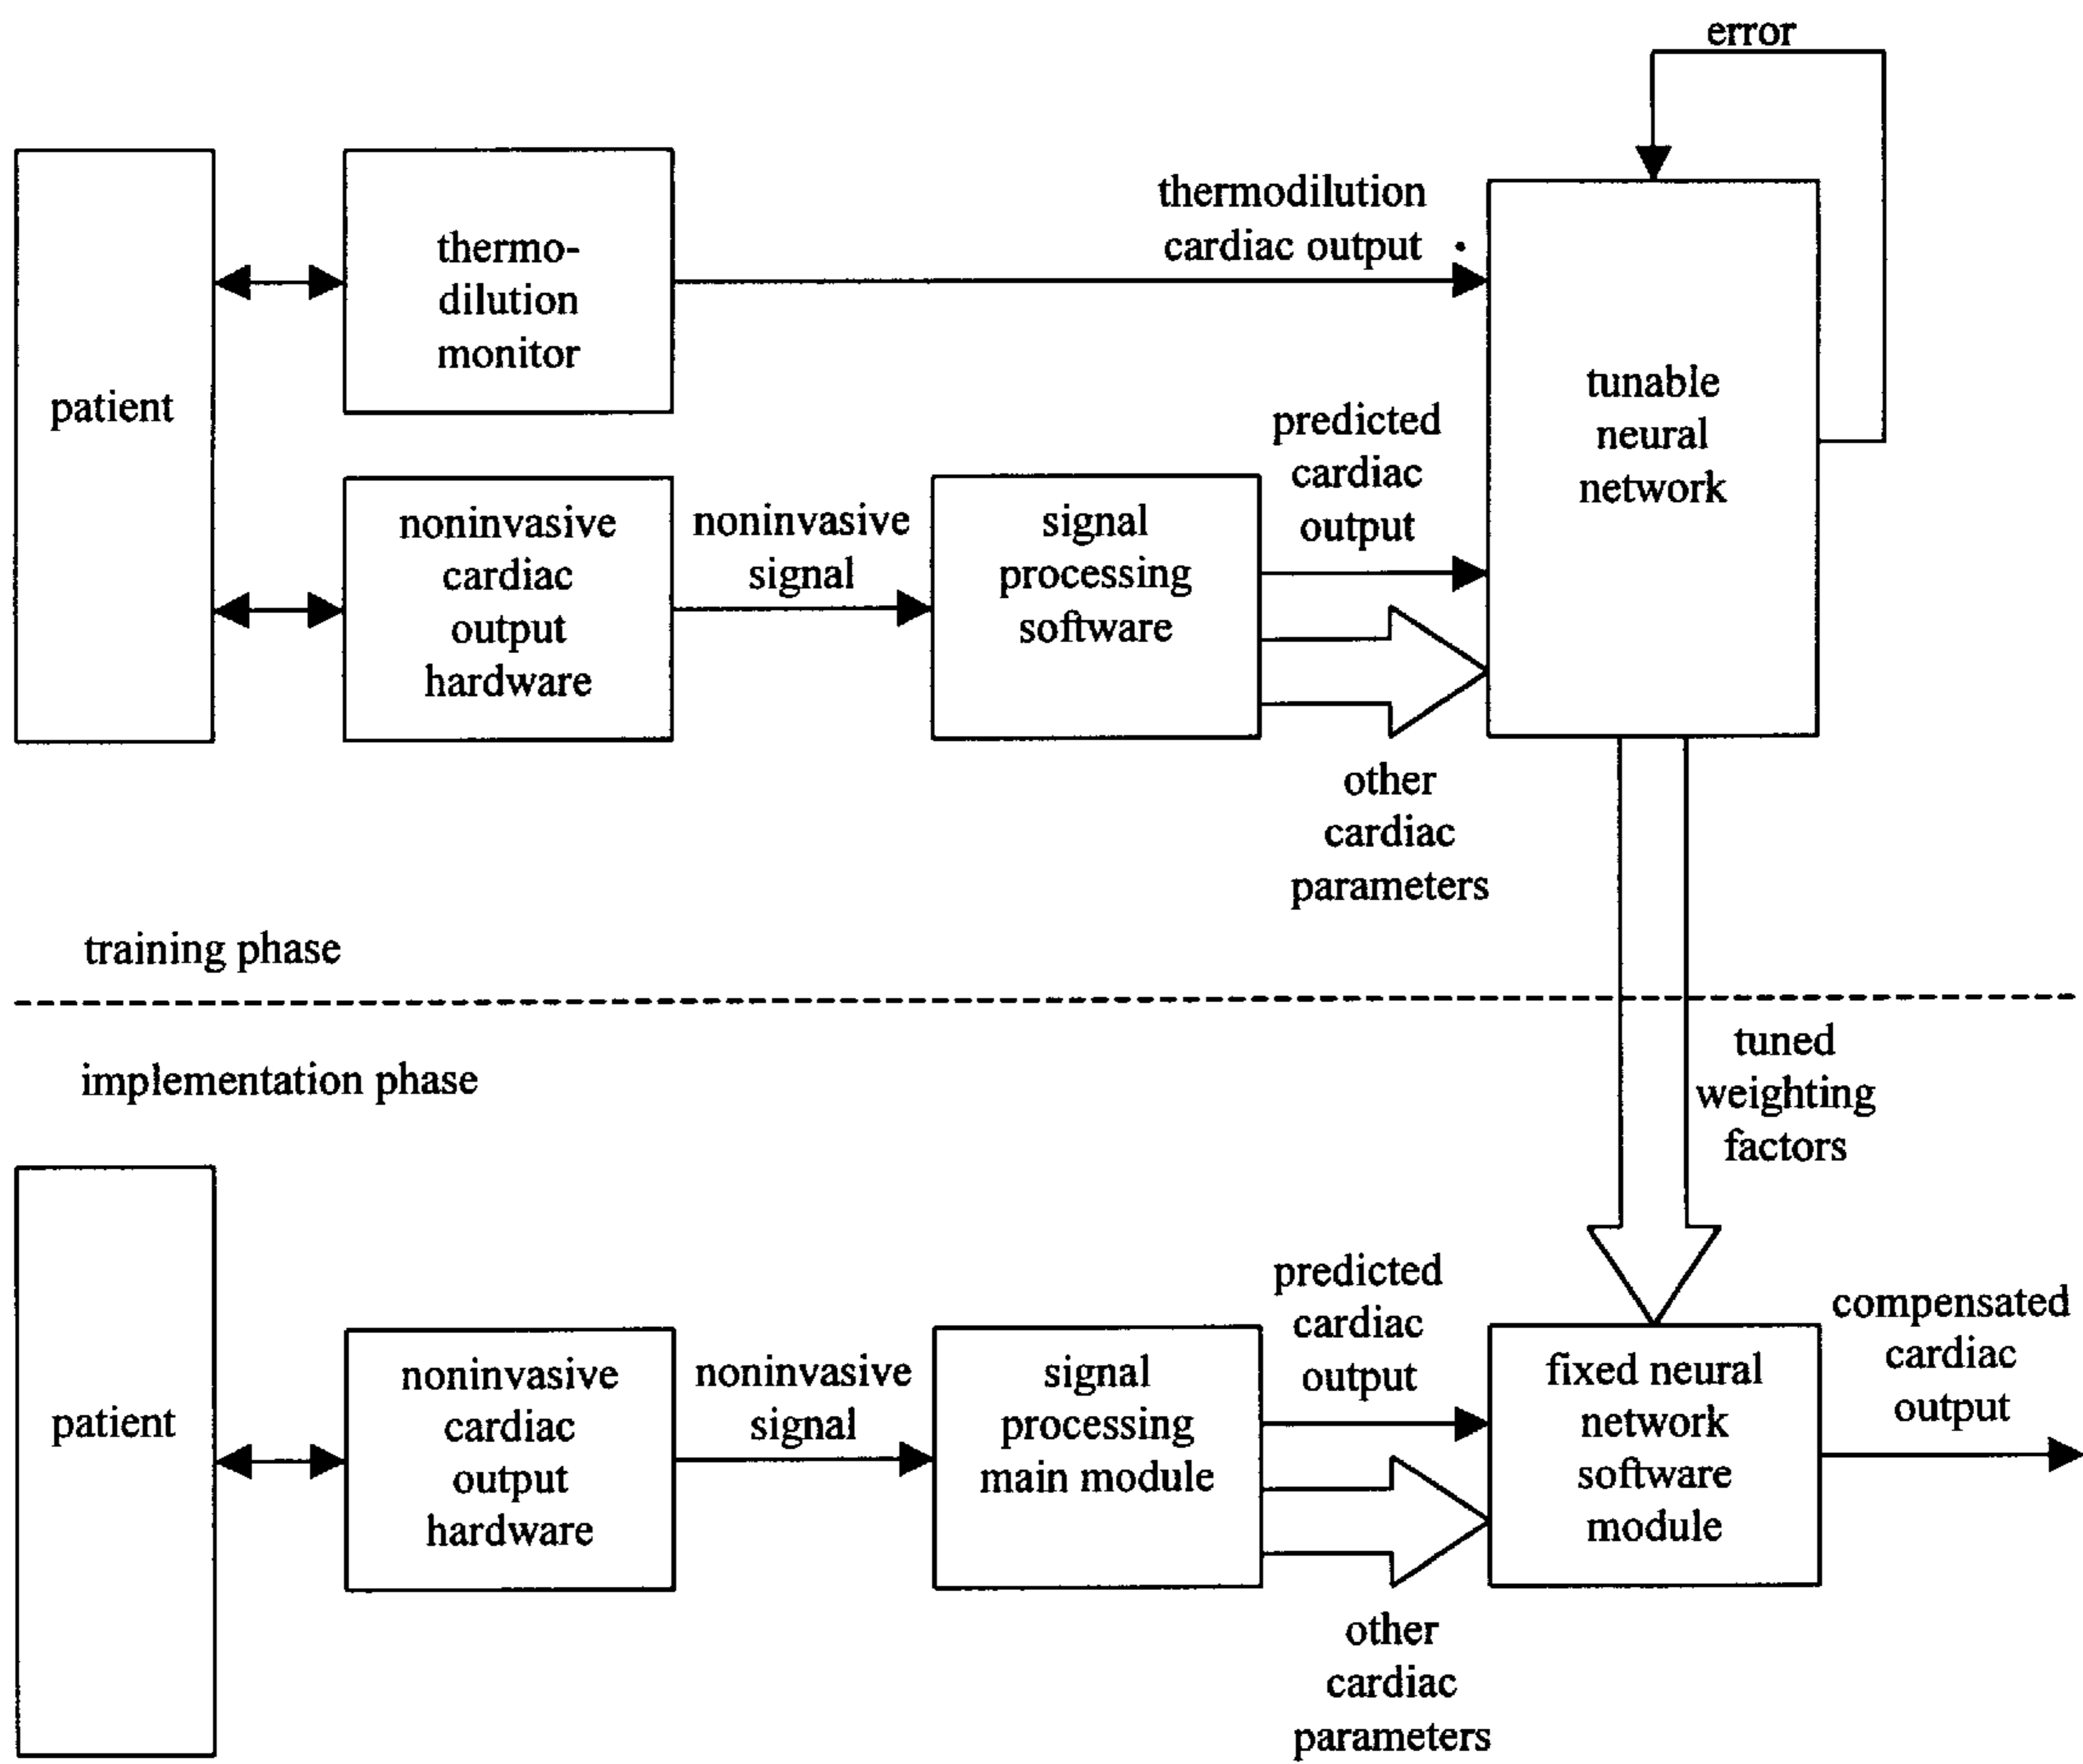 error
thermodilution
cardiac output
thermo-
dilution
monitor
patient
tunable
neural
network
predicted
cardiac
output
noninvasive
cardiac
output
hardware
noninvasive
signal
signal
processing
software
other
cardiac
parameters
training phase
implementation phase
tuned
weighting
factors
patient
noninvasive
cardiac
output
hardware
noninvasive
signal
signal
processing
main module
predicted
cardiac
output
fixed neural
network
software
module
compensated
cardiac
output
other
cardiac
parameters